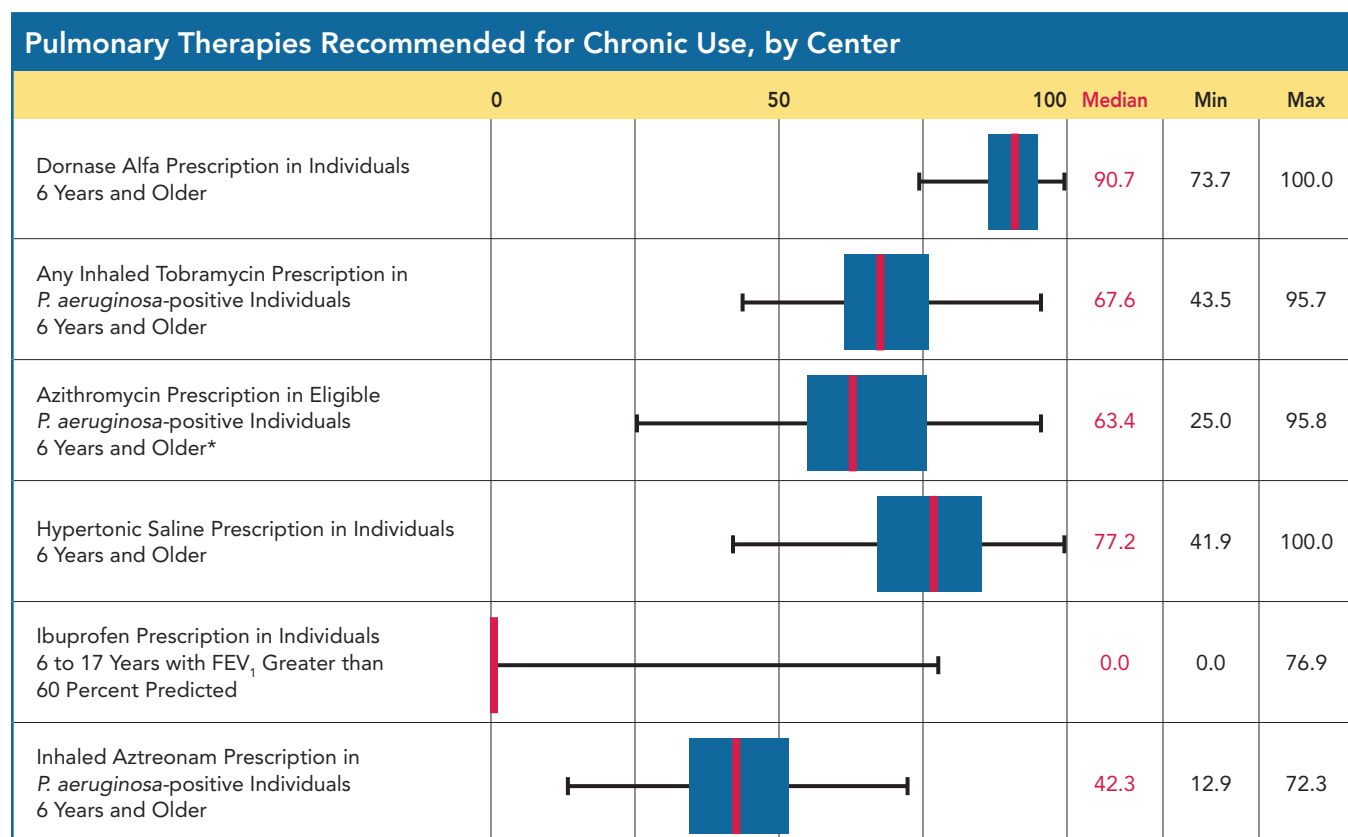 Pulmonary Therapies Recommended for Chronic Use, by Center
0 50 100 Median Min Max
Dornase Alfa Prescription in Individuals
6 Years and Older
90.7 73.7 100.0
Any Inhaled Tobramycin Prescription in
P. aeruginosa-positive Individuals
6 Years and Older
67.6 43.5 95.7
Azithromycin Prescription in Eligible
P. aeruginosa-positive Individuals
6 Years and Older*
63.4 25.0 95.8
Hypertonic Saline Prescription in Individuals
6 Years and Older
77.2 41.9 100.0
Ibuprofen Prescription in Individuals
6 to 17 Years with FEV₁ Greater than
60 Percent Predicted
0.0 0.0 76.9
Inhaled Aztreonam Prescription in
P. aeruginosa-positive Individuals
6 Years and Older
42.3 12.9 72.3